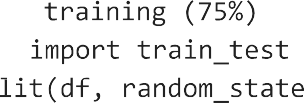 training (75%)
import train_test
lit(df, random_state